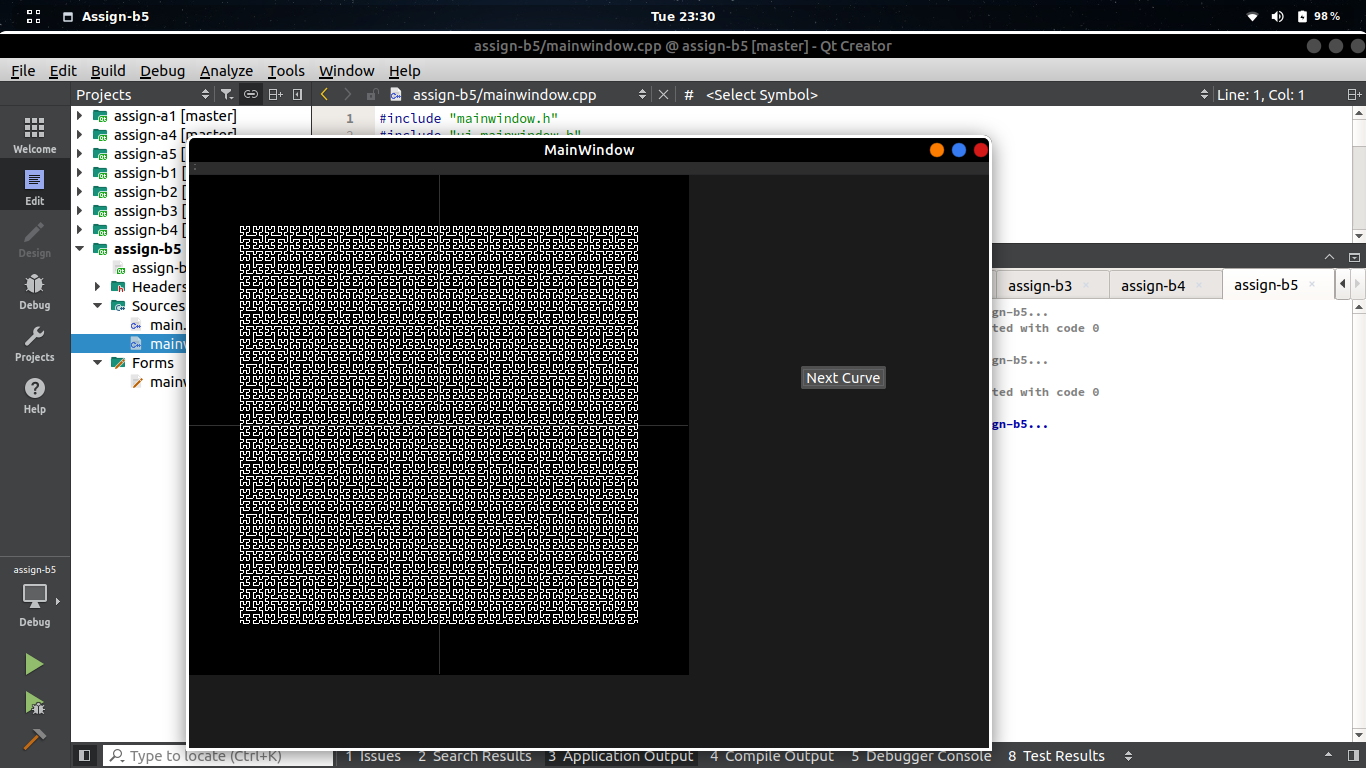 Assign-b5
Tue 23:30
98 %
assign-b5/mainwindow.cpp @ assign-b5 [master] - Qt Creator
File Edit Build Debug Analyze Tools Window Help
Projects
assign-b5/mainwindow.cpp
# <Select Symbol>
Line: 1, Col: 1
Welcome
Edit
Design
Debug
Projects
Help
assign-b5
Debug
assign-a1 [master]
assign-a4 [master]
assign-a5 [
assign-b1 [
assign-b2 [
assign-b3 [
assign-b4 [
assign-b5
assign-b
Headers
Sources
main.
mainw
Forms
mainw
1 #include "mainwindow.h"
2 #include "ui_mainwindow.h"
MainWindow
Next Curve
assign-b3
assign-b4
assign-b5
gn-b5...
ted with code 0
gn-b5...
ted with code 0
gn-b5...
Type to locate (Ctrl+K)
1 Issues
2 Search Results
3 Application Output
4 Compile Output
5 Debugger Console
8 Test Results